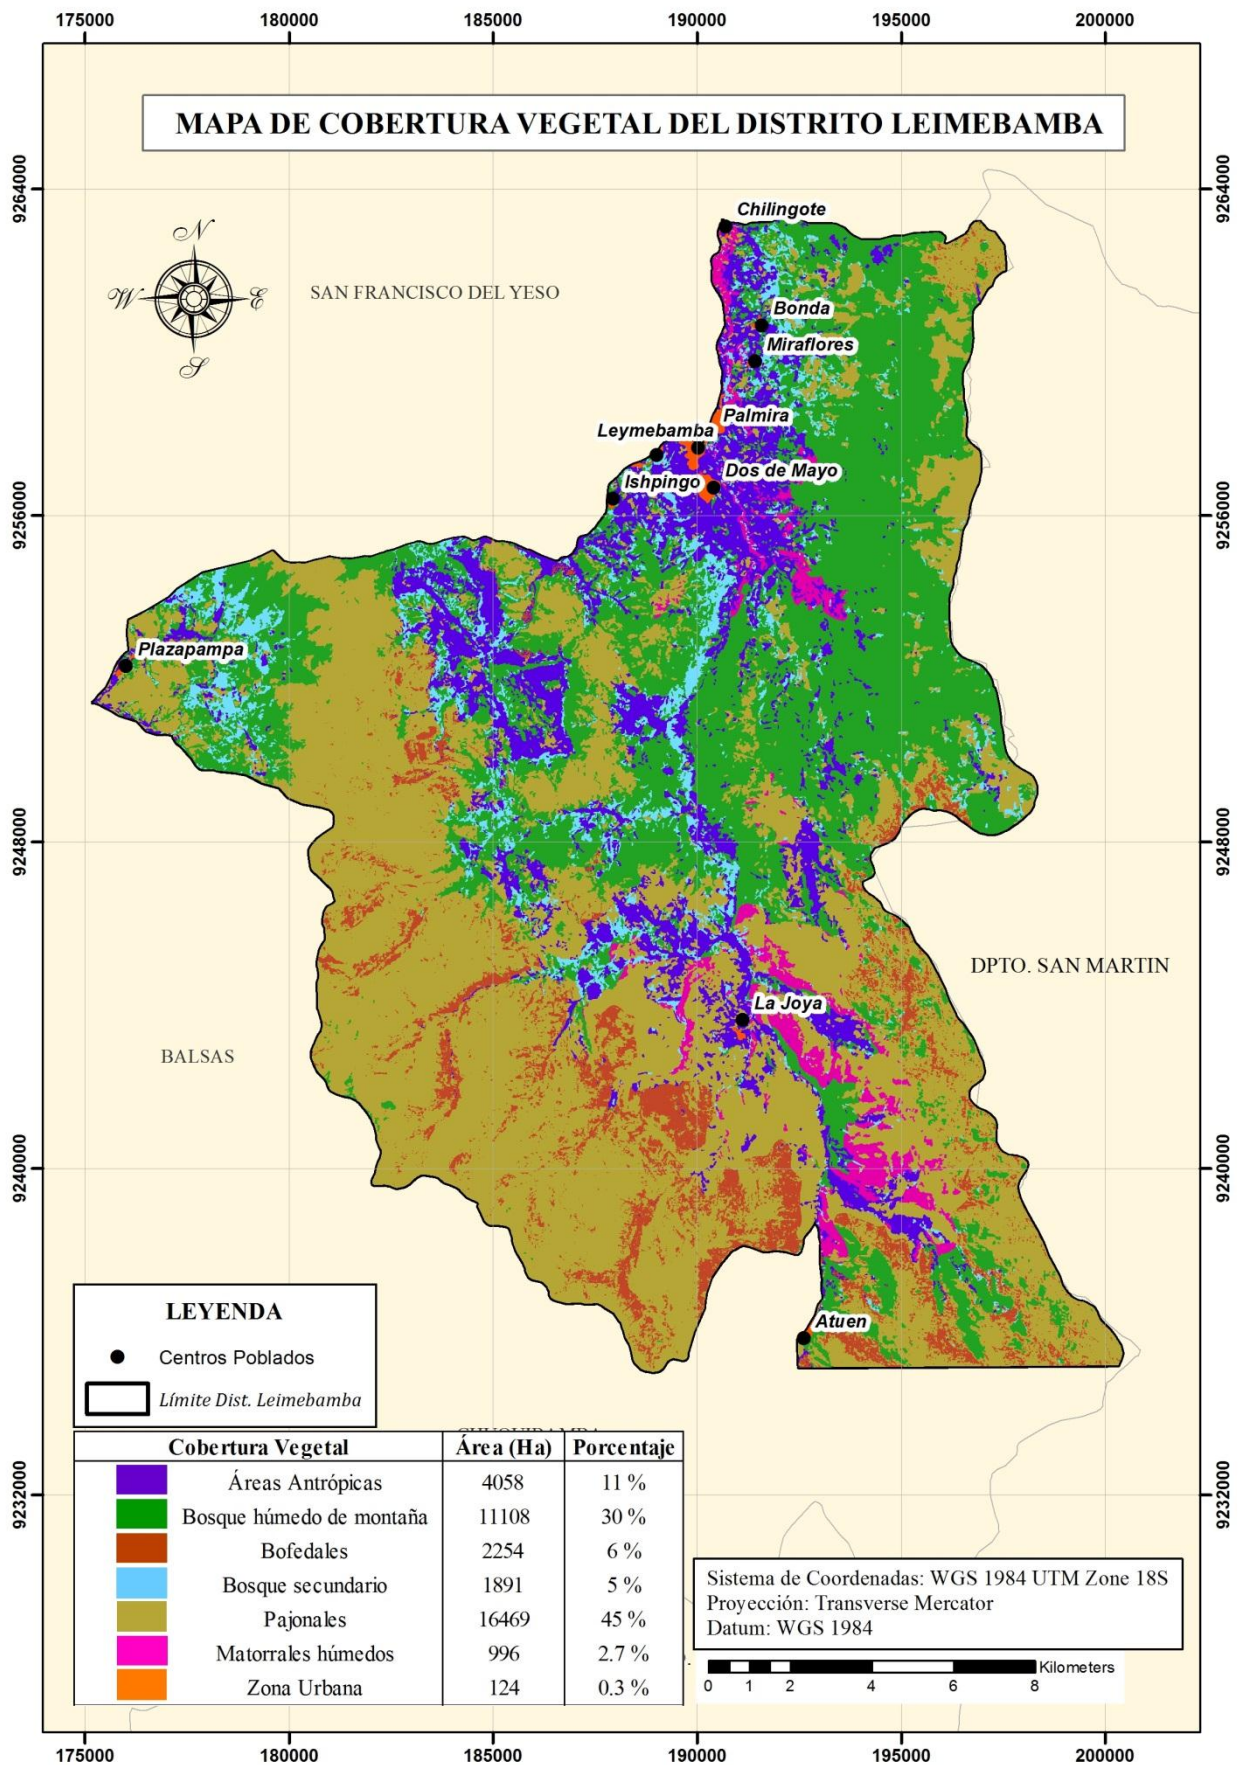 175000 180000 185000 190000 195000 200000
MAPA DE COBERTURA VEGETAL DEL DISTRITO LEIMEBAMBA
9264000 9264000
N
W E
S
SAN FRANCISCO DEL YESO
Chilingote
Bonda
Miraflores
Palmira
Leymebamba
Dos de Mayo
Ishpingo
9256000 9256000
Plazapampa
9248000 9248000
DPTO. SAN MARTIN
La Joya
BALSAS
9240000 9240000
Atuen
LEYENDA
Centros Poblados
Límite Dist. Leimebamba
Cobertura Vegetal Área (Ha) Porcentaje
Áreas Antrópicas 4058 11 %
Bosque húmedo de montaña 11108 30 %
Bofedales 2254 6 %
Bosque secundario 1891 5 %
Pajonales 16469 45 %
Matorrales húmedos 996 2.7 %
Zona Urbana 124 0.3 %
9232000 9232000
Sistema de Coordenadas: WGS 1984 UTM Zone 18S
Proyección: Transverse Mercator
Datum: WGS 1984
Kilometers
0 1 2 4 6 8
175000 180000 185000 190000 195000 200000